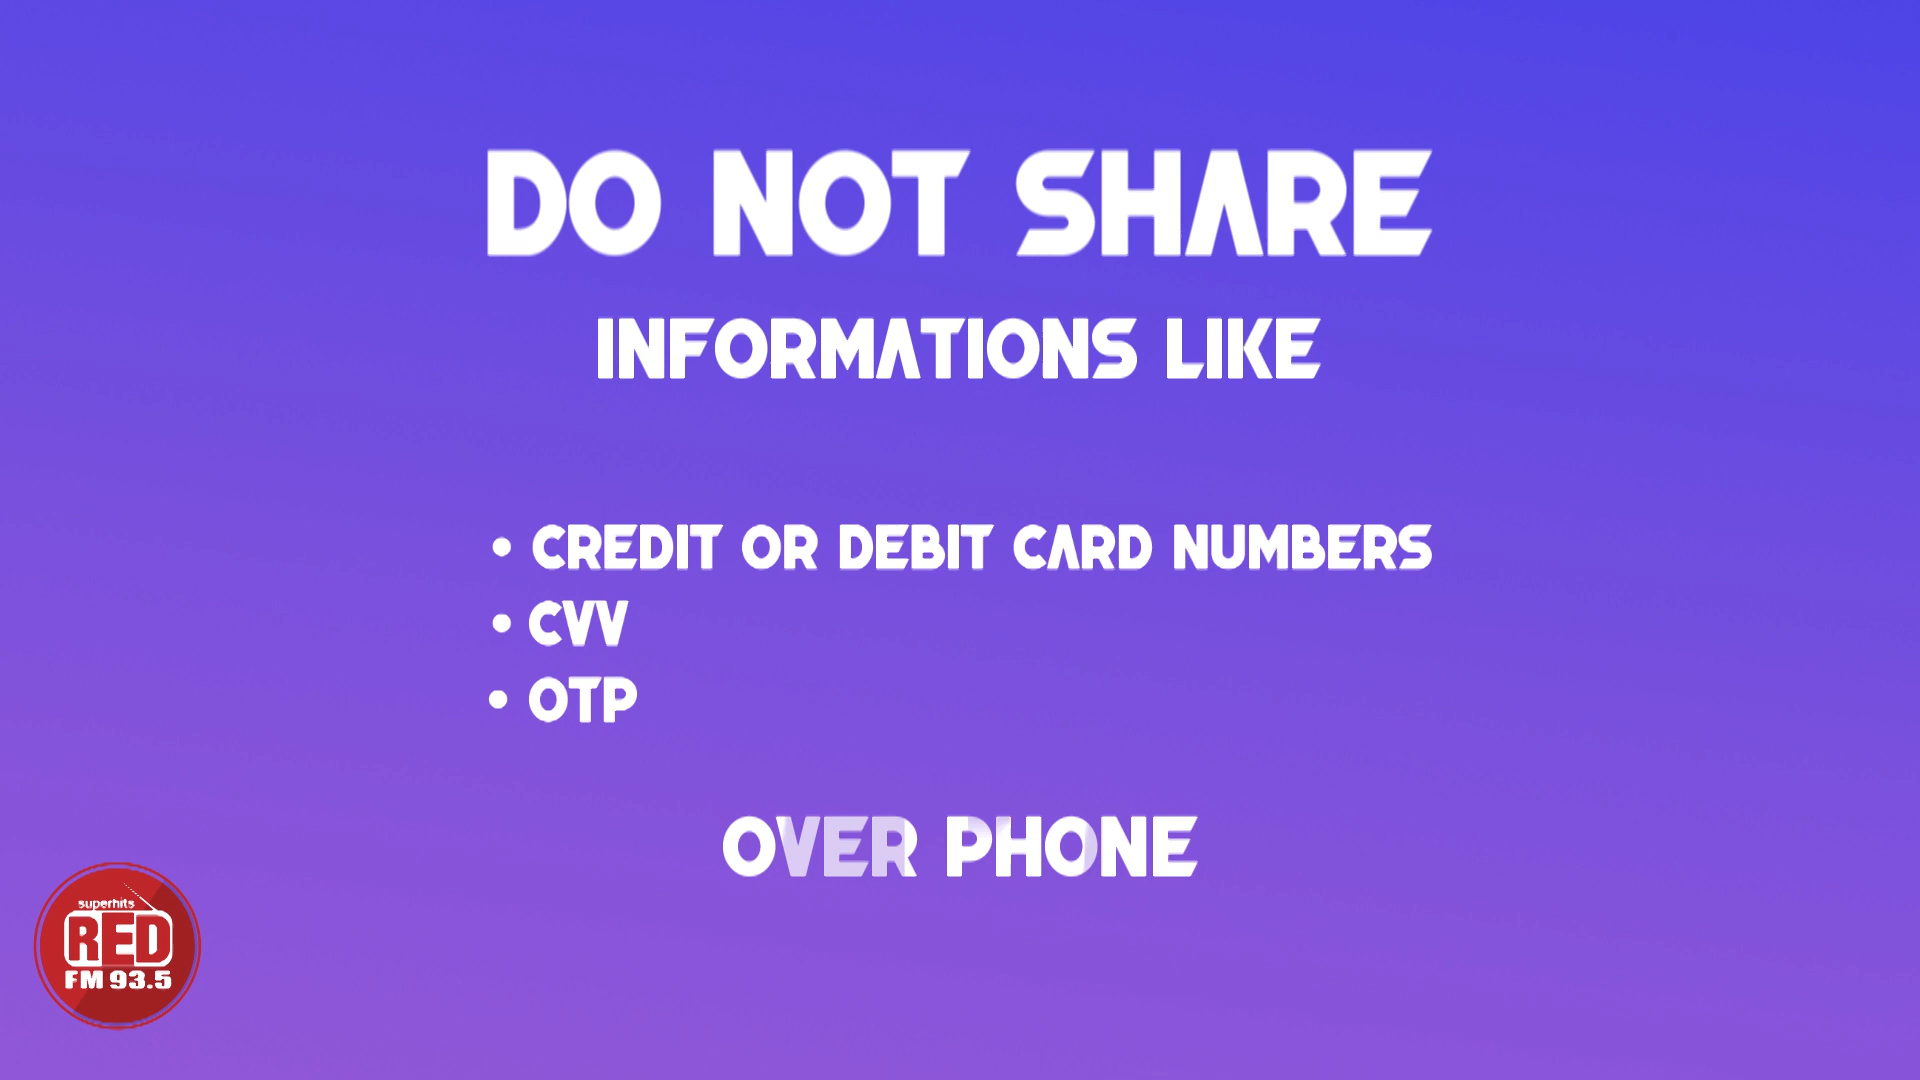 DO NOT SHARE
INFORMATIONS LIKE
• CREDIT OR DEBIT CARD NUMBERS
• CVV
• OTP
OVER PHONE
superhits
RED
FM 93.5